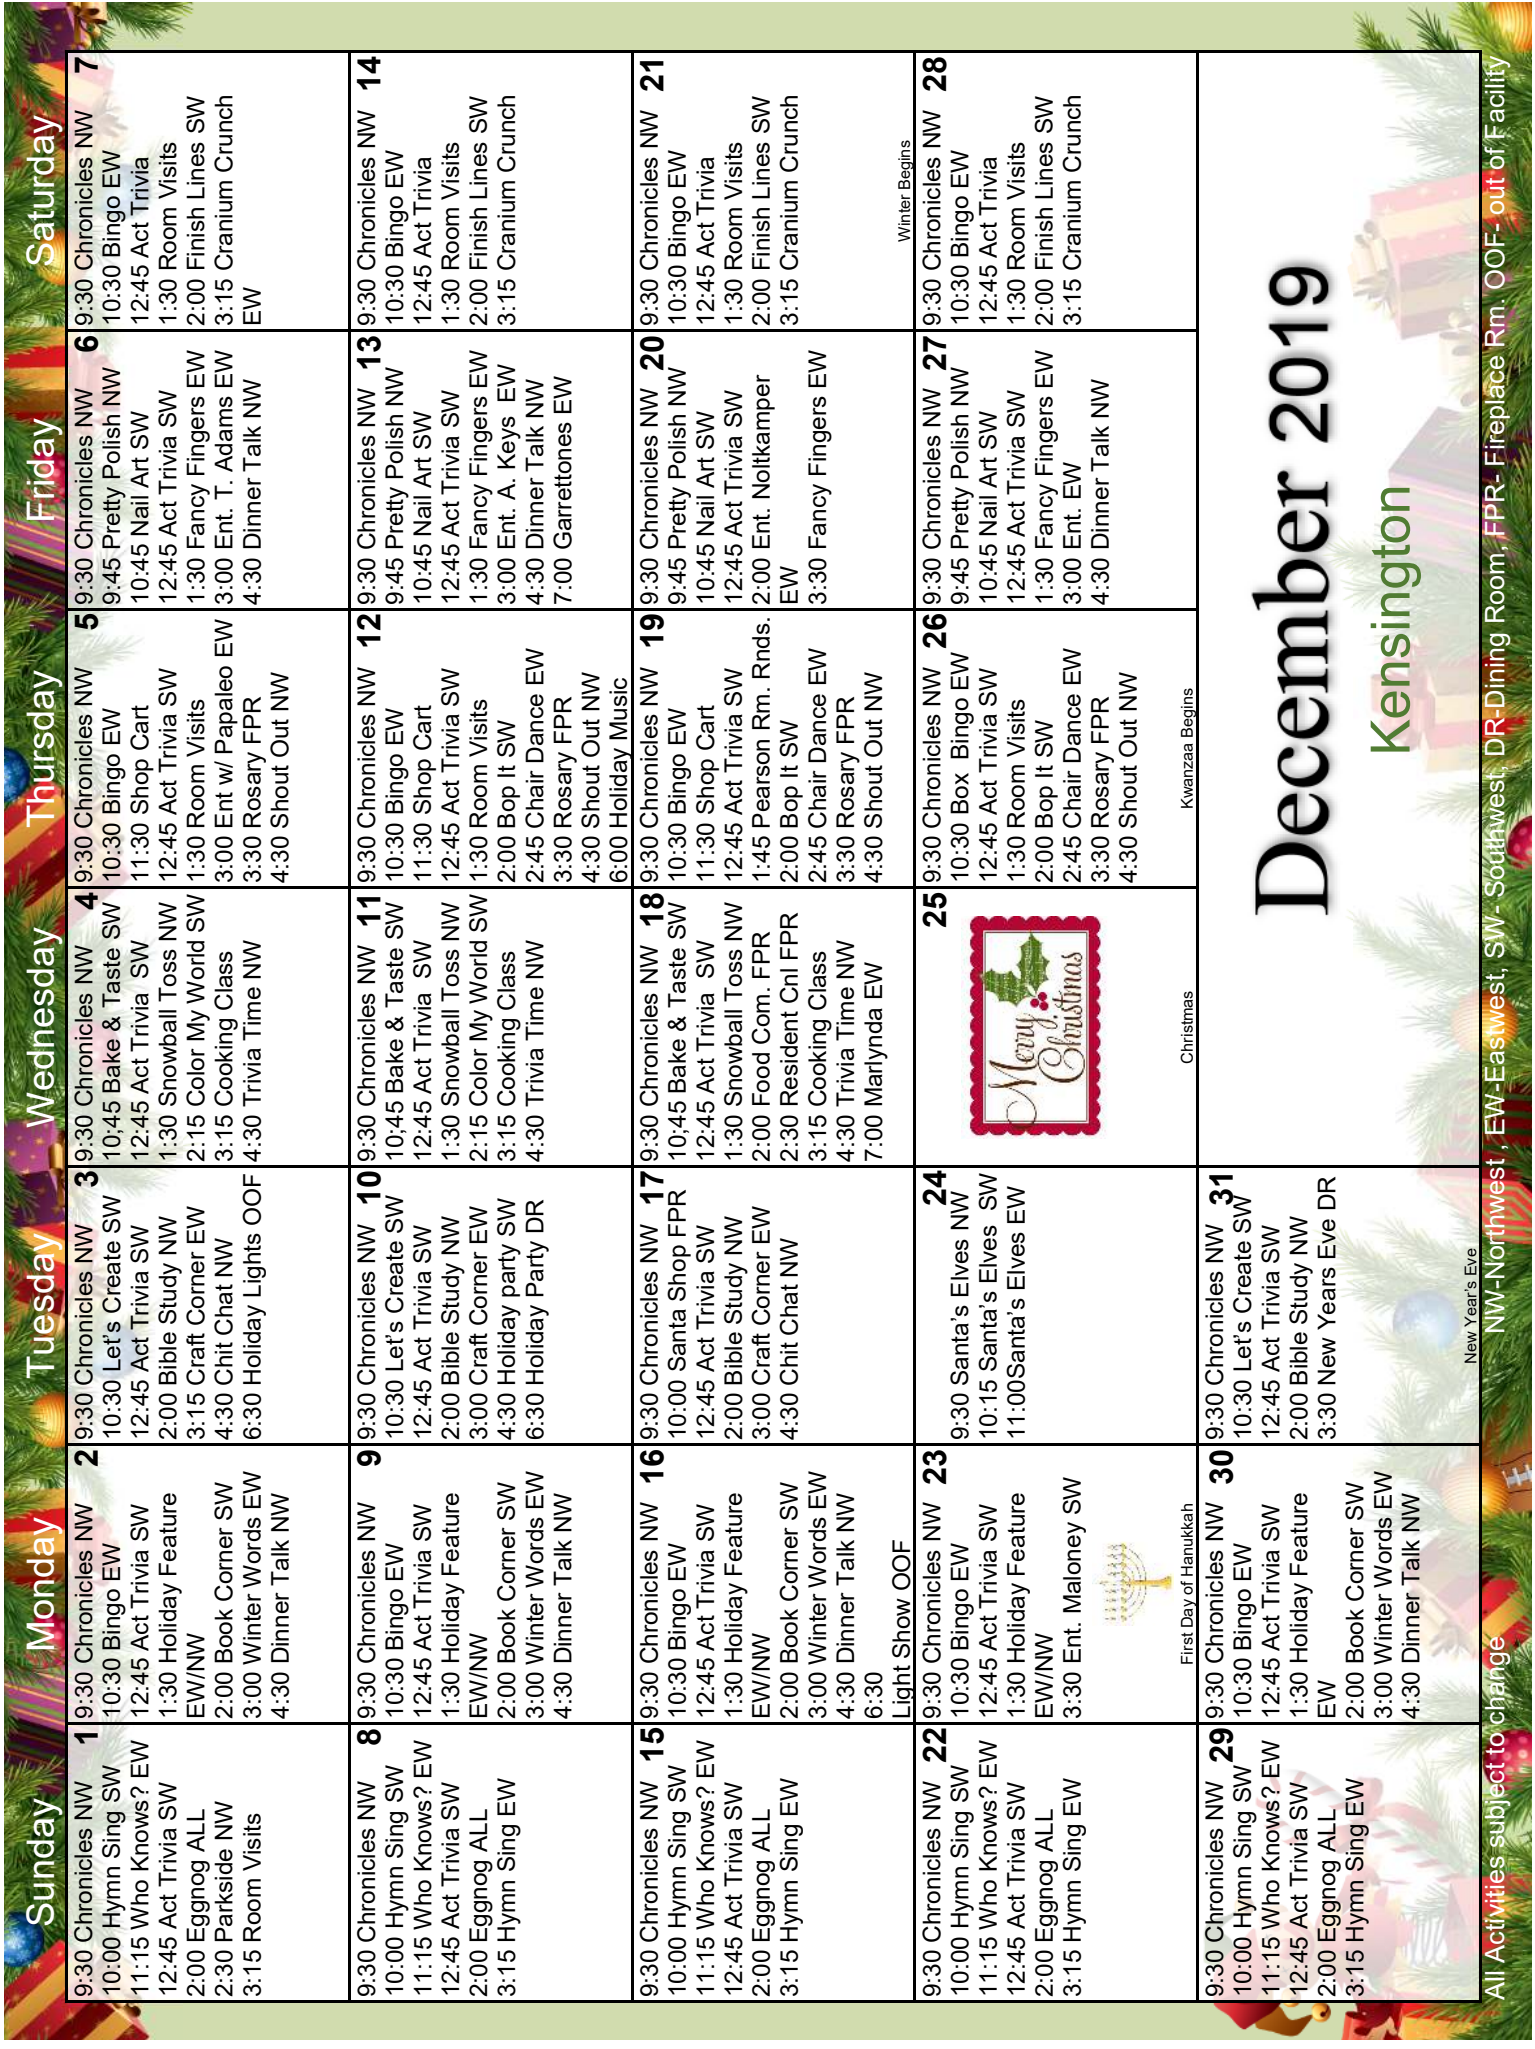 Sunday
Monday
Tuesday
Wednesday
Thursday
Friday
Saturday
1
9:30 Chronicles NW
10:00 Hymn Sing SW
11:15 Who Knows? EW
12:45 Act Trivia SW
2:00 Eggnog ALL
2:30 Parkside NW
3:15 Room Visits
2
9:30 Chronicles NW
10:30 Bingo EW
12:45 Act Trivia SW
1:30 Holiday Feature
EW/NW
2:00 Book Corner SW
3:00 Winter Words EW
4:30 Dinner Talk NW
3
9:30 Chronicles NW
10:30 Let's Create SW
12:45 Act Trivia SW
2:00 Bible Study NW
3:15 Craft Corner EW
4:30 Chit Chat NW
6:30 Holiday Lights OOF
4
9:30 Chronicles NW
10;45 Bake & Taste SW
12:45 Act Trivia SW
1:30 Snowball Toss NW
2:15 Color My World SW
3:15 Cooking Class
4:30 Trivia Time NW
5
9:30 Chronicles NW
10:30 Bingo EW
11:30 Shop Cart
12:45 Act Trivia SW
1:30 Room Visits
3:00 Ent w/ Papaleo EW
3:30 Rosary FPR
4:30 Shout Out NW
6
9:30 Chronicles NW
9:45 Pretty Polish NW
10:45 Nail Art SW
12:45 Act Trivia SW
1:30 Fancy Fingers EW
3:00 Ent. T. Adams EW
4:30 Dinner Talk NW
7
9:30 Chronicles NW
10:30 Bingo EW
12:45 Act Trivia
1:30 Room Visits
2:00 Finish Lines SW
3:15 Cranium Crunch
EW
8
9:30 Chronicles NW
10:00 Hymn Sing SW
11:15 Who Knows? EW
12:45 Act Trivia SW
2:00 Eggnog ALL
3:15 Hymn Sing EW
9
9:30 Chronicles NW
10:30 Bingo EW
12:45 Act Trivia SW
1:30 Holiday Feature
EW/NW
2:00 Book Corner SW
3:00 Winter Words EW
4:30 Dinner Talk NW
10
9:30 Chronicles NW
10:30 Let's Create SW
12:45 Act Trivia SW
2:00 Bible Study NW
3:00 Craft Corner EW
4:30 Holiday party SW
6:30 Holiday Party DR
11
9:30 Chronicles NW
10;45 Bake & Taste SW
12:45 Act Trivia SW
1:30 Snowball Toss NW
2:15 Color My World SW
3:15 Cooking Class
4:30 Trivia Time NW
12
9:30 Chronicles NW
10:30 Bingo EW
11:30 Shop Cart
12:45 Act Trivia SW
1:30 Room Visits
2:00 Bop It SW
2:45 Chair Dance EW
3:30 Rosary FPR
4:30 Shout Out NW
6:00 Holiday Music
13
9:30 Chronicles NW
9:45 Pretty Polish NW
10:45 Nail Art SW
12:45 Act Trivia SW
1:30 Fancy Fingers EW
3:00 Ent. A. Keys EW
4:30 Dinner Talk NW
7:00 Garrettones EW
14
9:30 Chronicles NW
10:30 Bingo EW
12:45 Act Trivia
1:30 Room Visits
2:00 Finish Lines SW
3:15 Cranium Crunch
15
9:30 Chronicles NW
10:00 Hymn Sing SW
11:15 Who Knows? EW
12:45 Act Trivia SW
2:00 Eggnog ALL
3:15 Hymn Sing EW
16
9:30 Chronicles NW
10:30 Bingo EW
12:45 Act Trivia SW
1:30 Holiday Feature
EW/NW
2:00 Book Corner SW
3:00 Winter Words EW
4:30 Dinner Talk NW
6:30
Light Show OOF
17
9:30 Chronicles NW
10:00 Santa Shop FPR
12:45 Act Trivia SW
2:00 Bible Study NW
3:00 Craft Corner EW
4:30 Chit Chat NW
18
9:30 Chronicles NW
10;45 Bake & Taste SW
12:45 Act Trivia SW
1:30 Snowball Toss NW
2:00 Food Com. FPR
2:30 Resident Cnl FPR
3:15 Cooking Class
4:30 Trivia Time NW
7:00 Marlynda EW
19
9:30 Chronicles NW
10:30 Bingo EW
11:30 Shop Cart
12:45 Act Trivia SW
1:45 Pearson Rm. Rnds.
2:00 Bop It SW
2:45 Chair Dance EW
3:30 Rosary FPR
4:30 Shout Out NW
20
9:30 Chronicles NW
9:45 Pretty Polish NW
10:45 Nail Art SW
12:45 Act Trivia SW
2:00 Ent. Noltkamper
EW
3:30 Fancy Fingers EW
21
9:30 Chronicles NW
10:30 Bingo EW
12:45 Act Trivia
1:30 Room Visits
2:00 Finish Lines SW
3:15 Cranium Crunch
Winter Begins
22
9:30 Chronicles NW
10:00 Hymn Sing SW
11:15 Who Knows? EW
12:45 Act Trivia SW
2:00 Eggnog ALL
3:15 Hymn Sing EW
23
9:30 Chronicles NW
10:30 Bingo EW
12:45 Act Trivia SW
1:30 Holiday Feature
EW/NW
3:30 Ent. Maloney SW
First Day of Hanukkah
24
9:30 Santa's Elves NW
10:15 Santa's Elves SW
11:00Santa's Elves EW
25
Merry
Christmas
Christmas
26
9:30 Chronicles NW
10:30 Box Bingo EW
12:45 Act Trivia SW
1:30 Room Visits
2:00 Bop It SW
2:45 Chair Dance EW
3:30 Rosary FPR
4:30 Shout Out NW
Kwanzaa Begins
27
9:30 Chronicles NW
9:45 Pretty Polish NW
10:45 Nail Art SW
12:45 Act Trivia SW
1:30 Fancy Fingers EW
3:00 Ent. EW
4:30 Dinner Talk NW
28
9:30 Chronicles NW
10:30 Bingo EW
12:45 Act Trivia
1:30 Room Visits
2:00 Finish Lines SW
3:15 Cranium Crunch
29
9:30 Chronicles NW
10:00 Hymn Sing SW
11:15 Who Knows? EW
12:45 Act Trivia SW
2:00 Eggnog ALL
3:15 Hymn Sing EW
30
9:30 Chronicles NW
10:30 Bingo EW
12:45 Act Trivia SW
1:30 Holiday Feature
EW
2:00 Book Corner SW
3:00 Winter Words EW
4:30 Dinner Talk NW
31
9:30 Chronicles NW
10:30 Let's Create SW
12:45 Act Trivia SW
2:00 Bible Study NW
3:30 New Years Eve DR
New Year's Eve
December 2019
Kensington
All Activities subject to change
NW-Northwest , EW-Eastwest, SW- Southwest, DR-Dining Room, FPR- Fireplace Rm. OOF- out of Facility